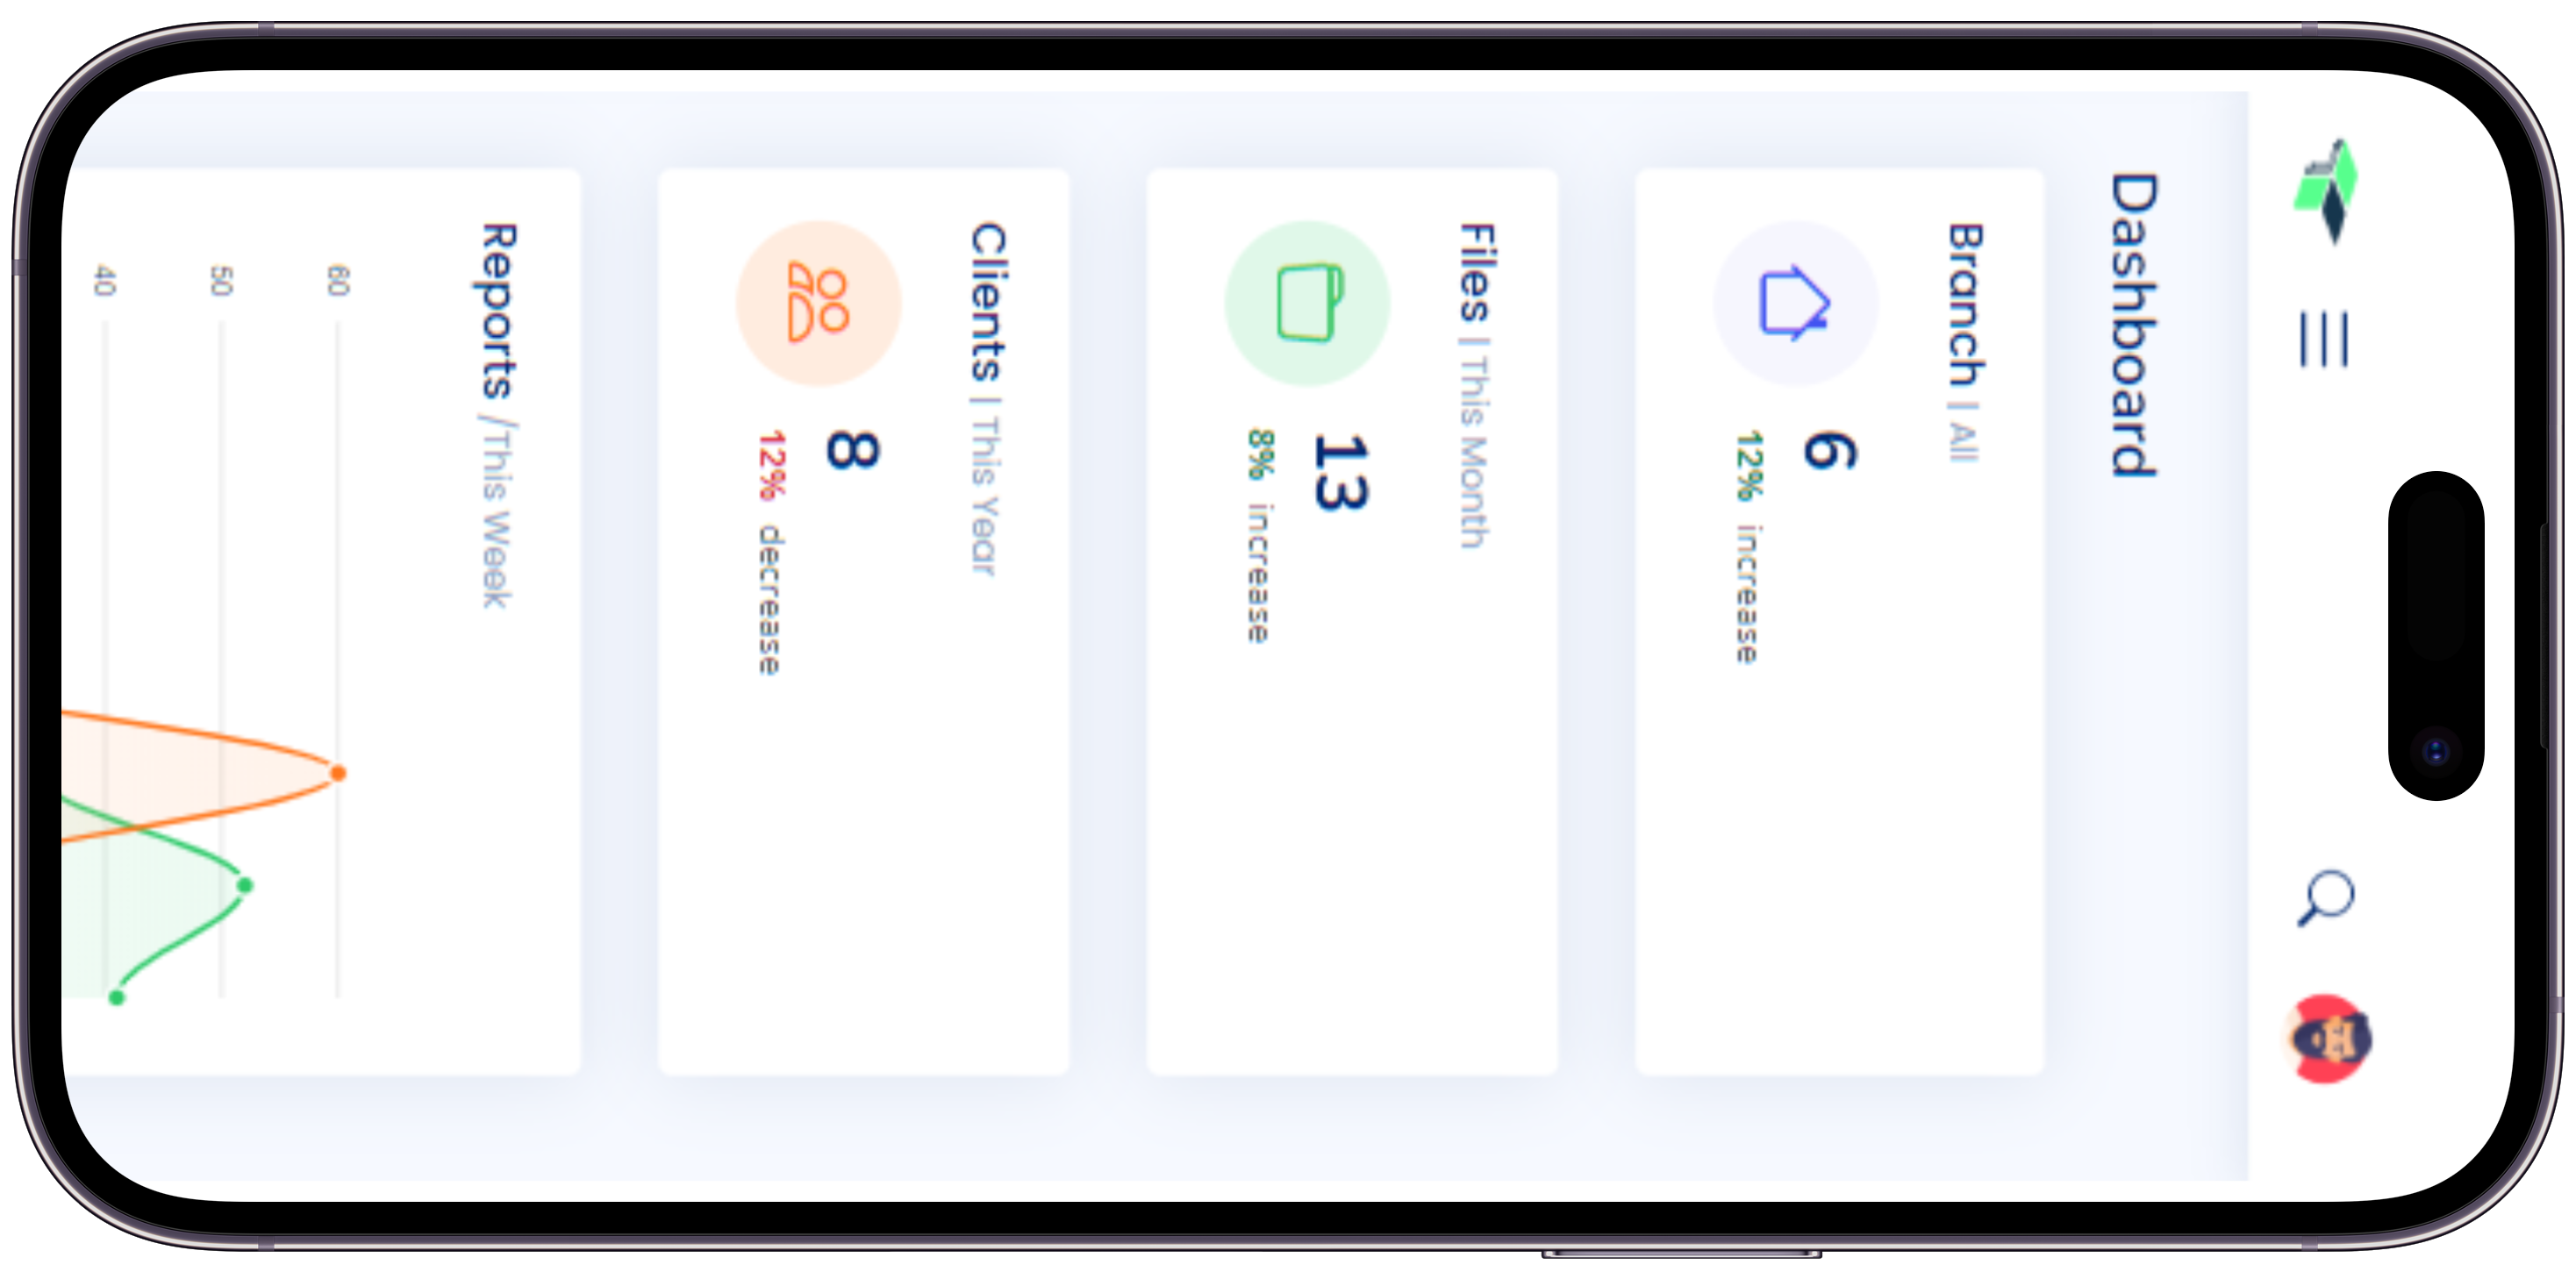 Dashboard
Branch | All
6
12% increase
Files | This Month
13
8% increase
Clients | This Year
8
12% decrease
Reports /This Week
60
50
40